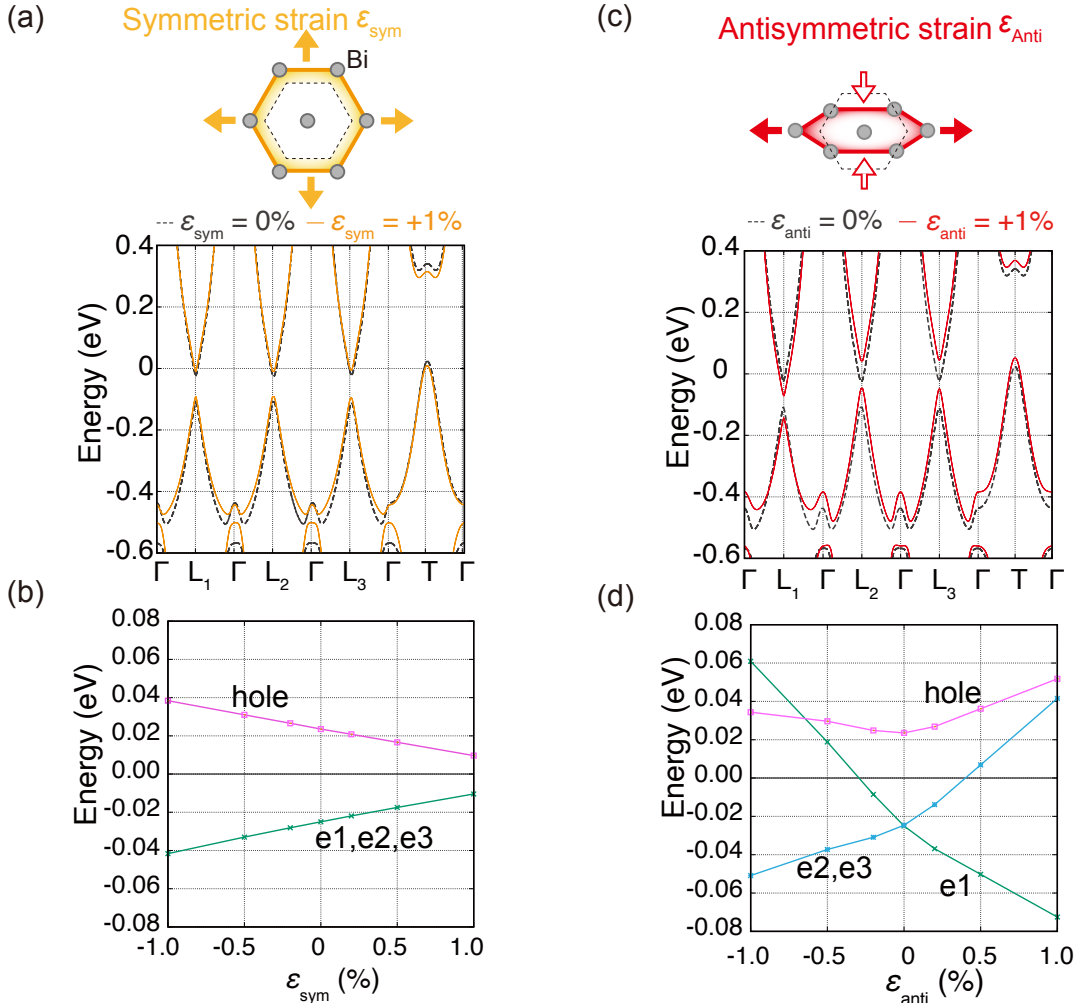 (a)
Symmetric strain εsym
Bi
--- εsym = 0% — εsym = +1%
0.4
0.2
0
-0.2
-0.4
-0.6
Energy (eV)
Γ L1 Γ L2 Γ L3 Γ T Γ
(b)
0.08
0.06
0.04
0.02
0.00
-0.02
-0.04
-0.06
-0.08
Energy (eV)
hole
e1,e2,e3
-1.0 -0.5 0 0.5 1.0
εsym (%)
(c)
Antisymmetric strain εAnti
--- εanti = 0% — εanti = +1%
0.4
0.2
0
-0.2
-0.4
-0.6
Energy (eV)
Γ L1 Γ L2 Γ L3 Γ T Γ
(d)
0.08
0.06
0.04
0.02
0.00
-0.02
-0.04
-0.06
-0.08
Energy (eV)
hole
e2,e3
e1
-1.0 -0.5 0 0.5 1.0
εanti (%)